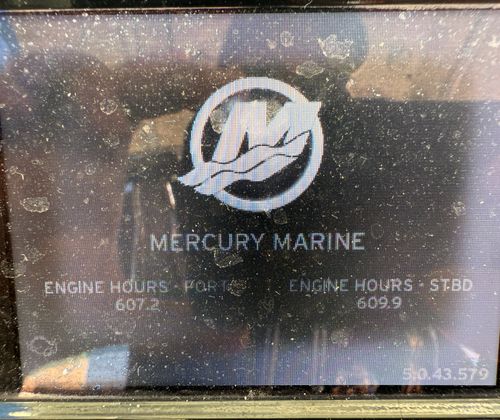 MERCURY MARINE
ENGINE HOURS - PORT ENGINE HOURS - STBD
607.2 609.9
5.0.43.579